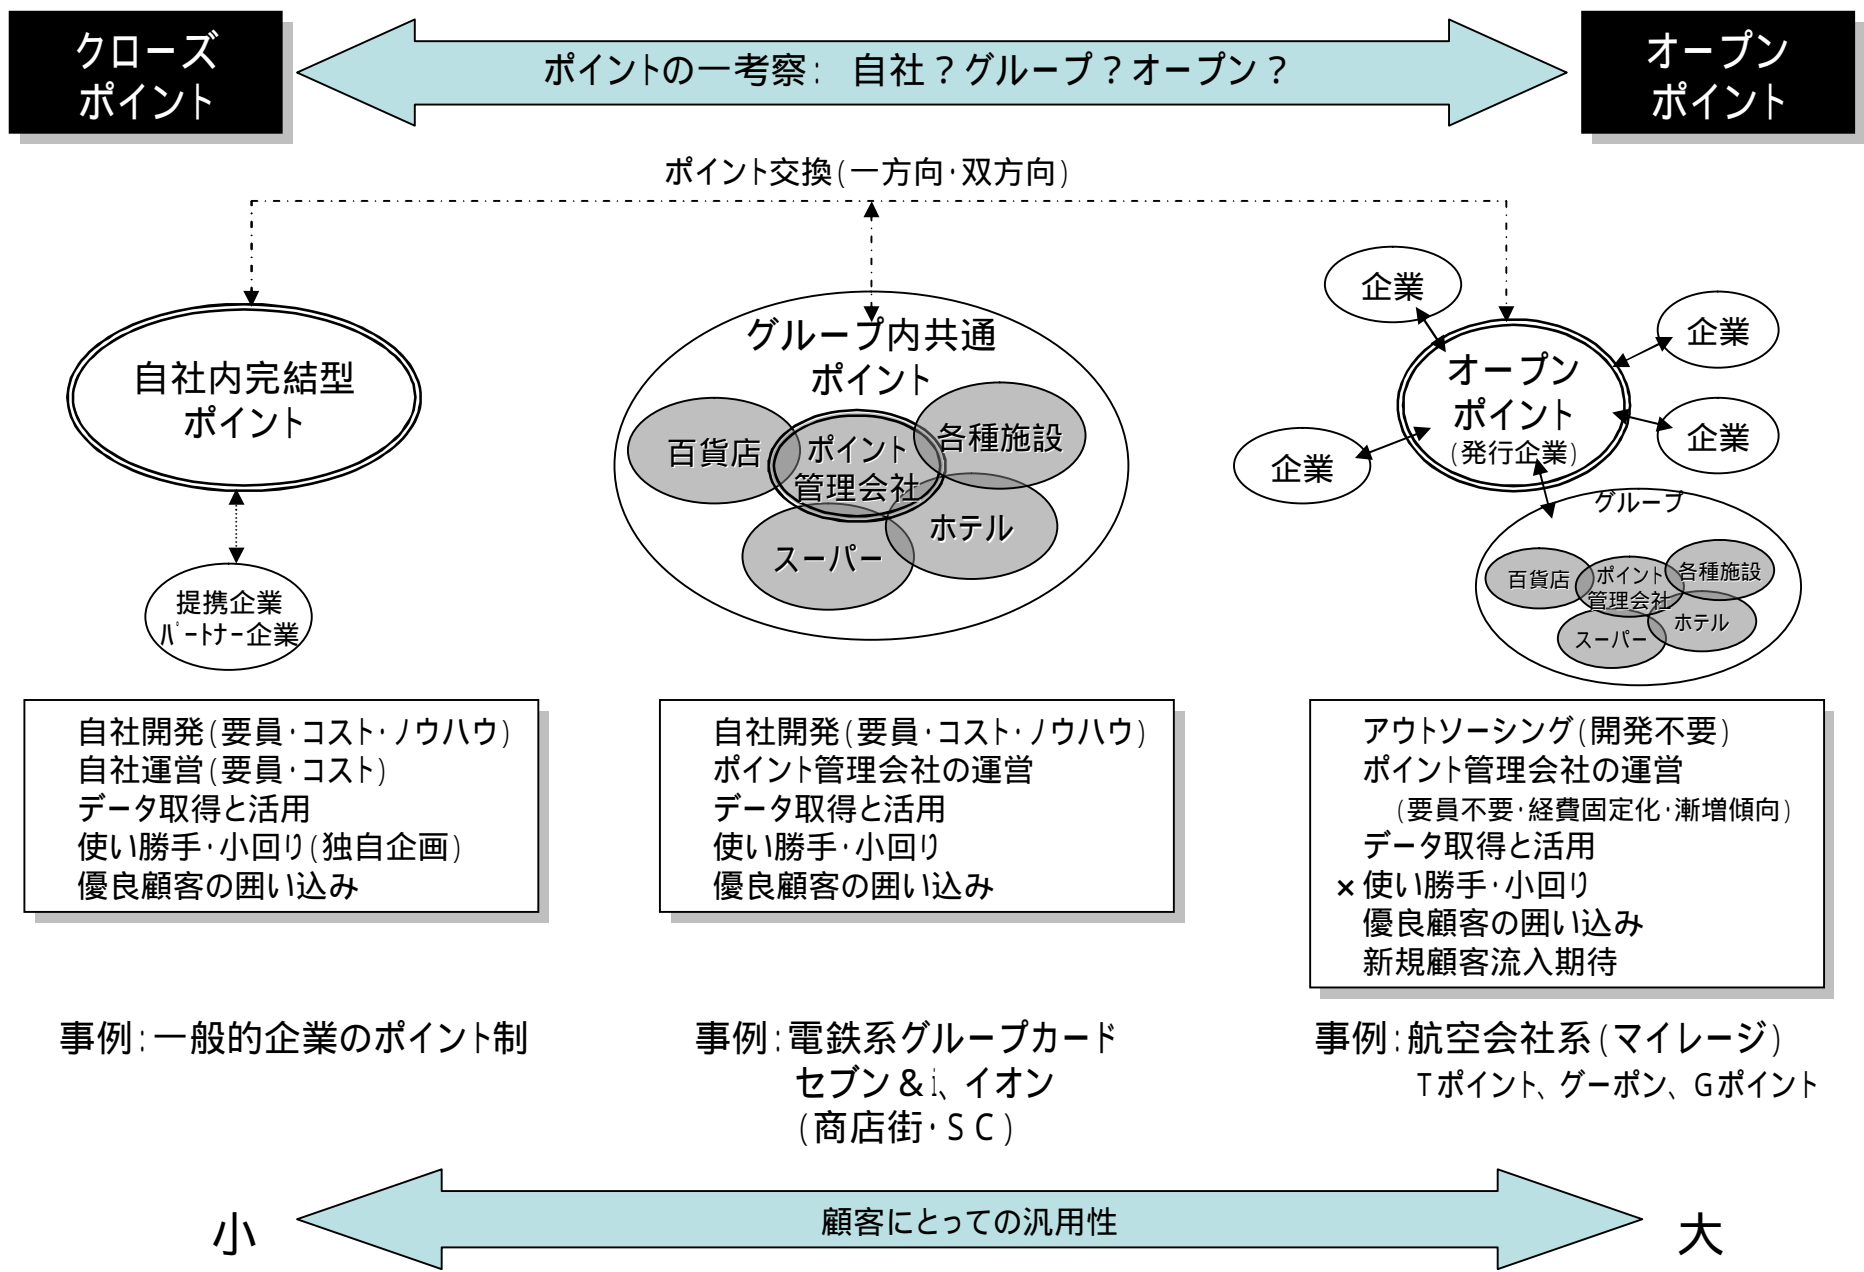 クローズ
ポイント
ポイントの一考察： 自社？グループ？オープン？
オープン
ポイント
ポイント交換(一方向・双方向)
自社内完結型
ポイント
提携企業
ﾊﾟｰﾄﾅｰ企業
グループ内共通
ポイント
百貨店
ポイント
管理会社
各種施設
ホテル
スーパー
企業
企業
企業
企業
オープン
ポイント
(発行企業)
グループ
百貨店
ポイント
管理会社
各種施設
ホテル
スーパー
自社開発(要員・コスト・ノウハウ)
自社運営(要員・コスト)
データ取得と活用
使い勝手・小回り(独自企画)
優良顧客の囲い込み
自社開発(要員・コスト・ノウハウ)
ポイント管理会社の運営
データ取得と活用
使い勝手・小回り
優良顧客の囲い込み
アウトソーシング(開発不要)
ポイント管理会社の運営
(要員不要・経費固定化・漸増傾向)
データ取得と活用
×使い勝手・小回り
優良顧客の囲い込み
新規顧客流入期待
事例：一般的企業のポイント制
事例：電鉄系グループカード
セブン＆i、イオン
(商店街・ＳＣ)
事例：航空会社系(マイレージ)
Ｔポイント、グーポン、Ｇポイント
小
顧客にとっての汎用性
大